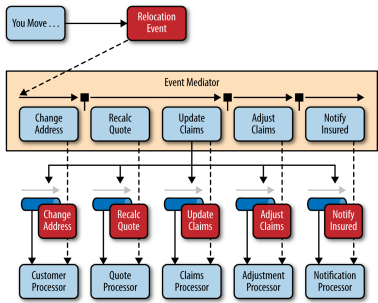 You Move . . .
Relocation
Event
Event Mediator
Change
Address
Recalc
Quote
Update
Claims
Adjust
Claims
Notify
Insured
Change
Address
Recalc
Quote
Update
Claims
Adjust
Claims
Notify
Insured
Customer
Processor
Quote
Processor
Claims
Processor
Adjustment
Processor
Notification
Processor